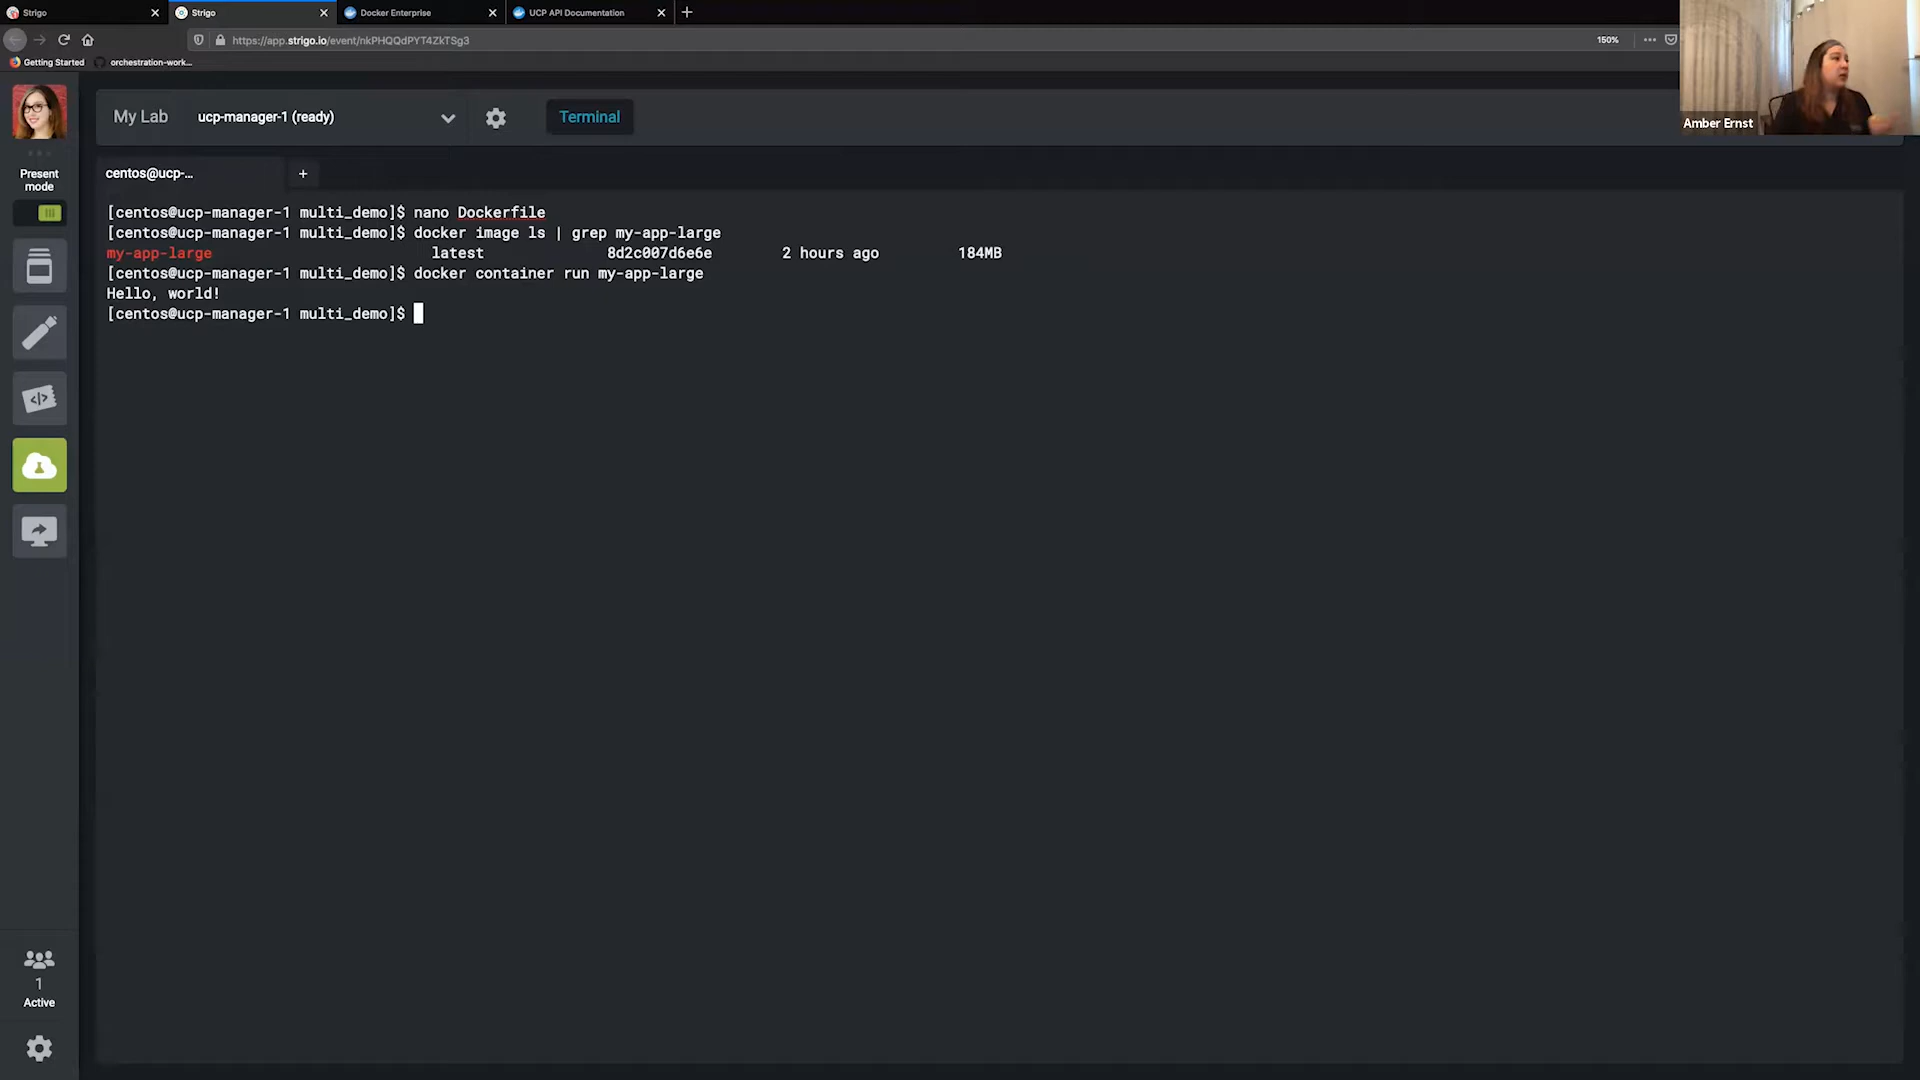 Strigo
Strigo
Docker Enterprise
UCP API Documentation
https://app.strigo.io/event/nkPHQQdPYT4ZkTSg3
150%
Getting Started
orchestration-work...
My Lab
ucp-manager-1 (ready)
Terminal
Amber Ernst
Present
mode
centos@ucp-...
+
[centos@ucp-manager-1 multi_demo]$ nano Dockerfile
[centos@ucp-manager-1 multi_demo]$ docker image ls | grep my-app-large
my-app-large latest 8d2c007d6e6e 2 hours ago 184MB
[centos@ucp-manager-1 multi_demo]$ docker container run my-app-large
Hello, world!
[centos@ucp-manager-1 multi_demo]$
1
Active